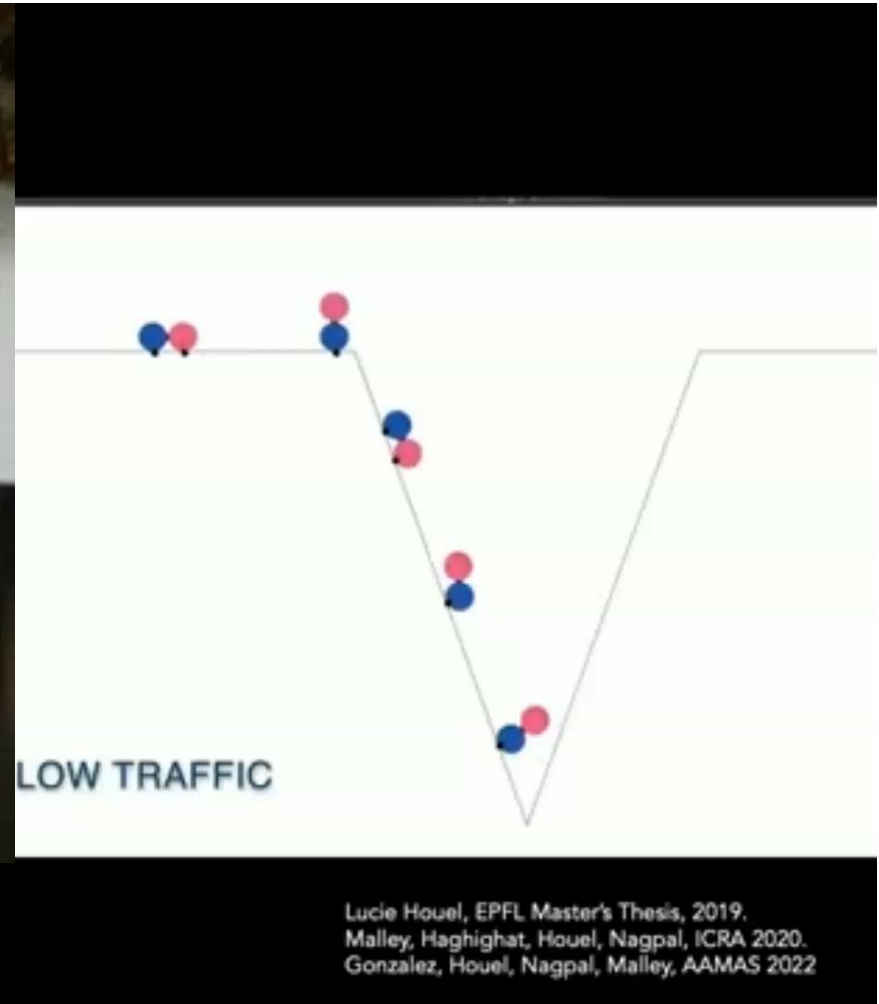 LOW TRAFFIC
Lucie Houel, EPFL Master's Thesis, 2019.
Malley, Haghighat, Houel, Nagpal, ICRA 2020.
Gonzalez, Houel, Nagpal, Malley, AAMAS 2022